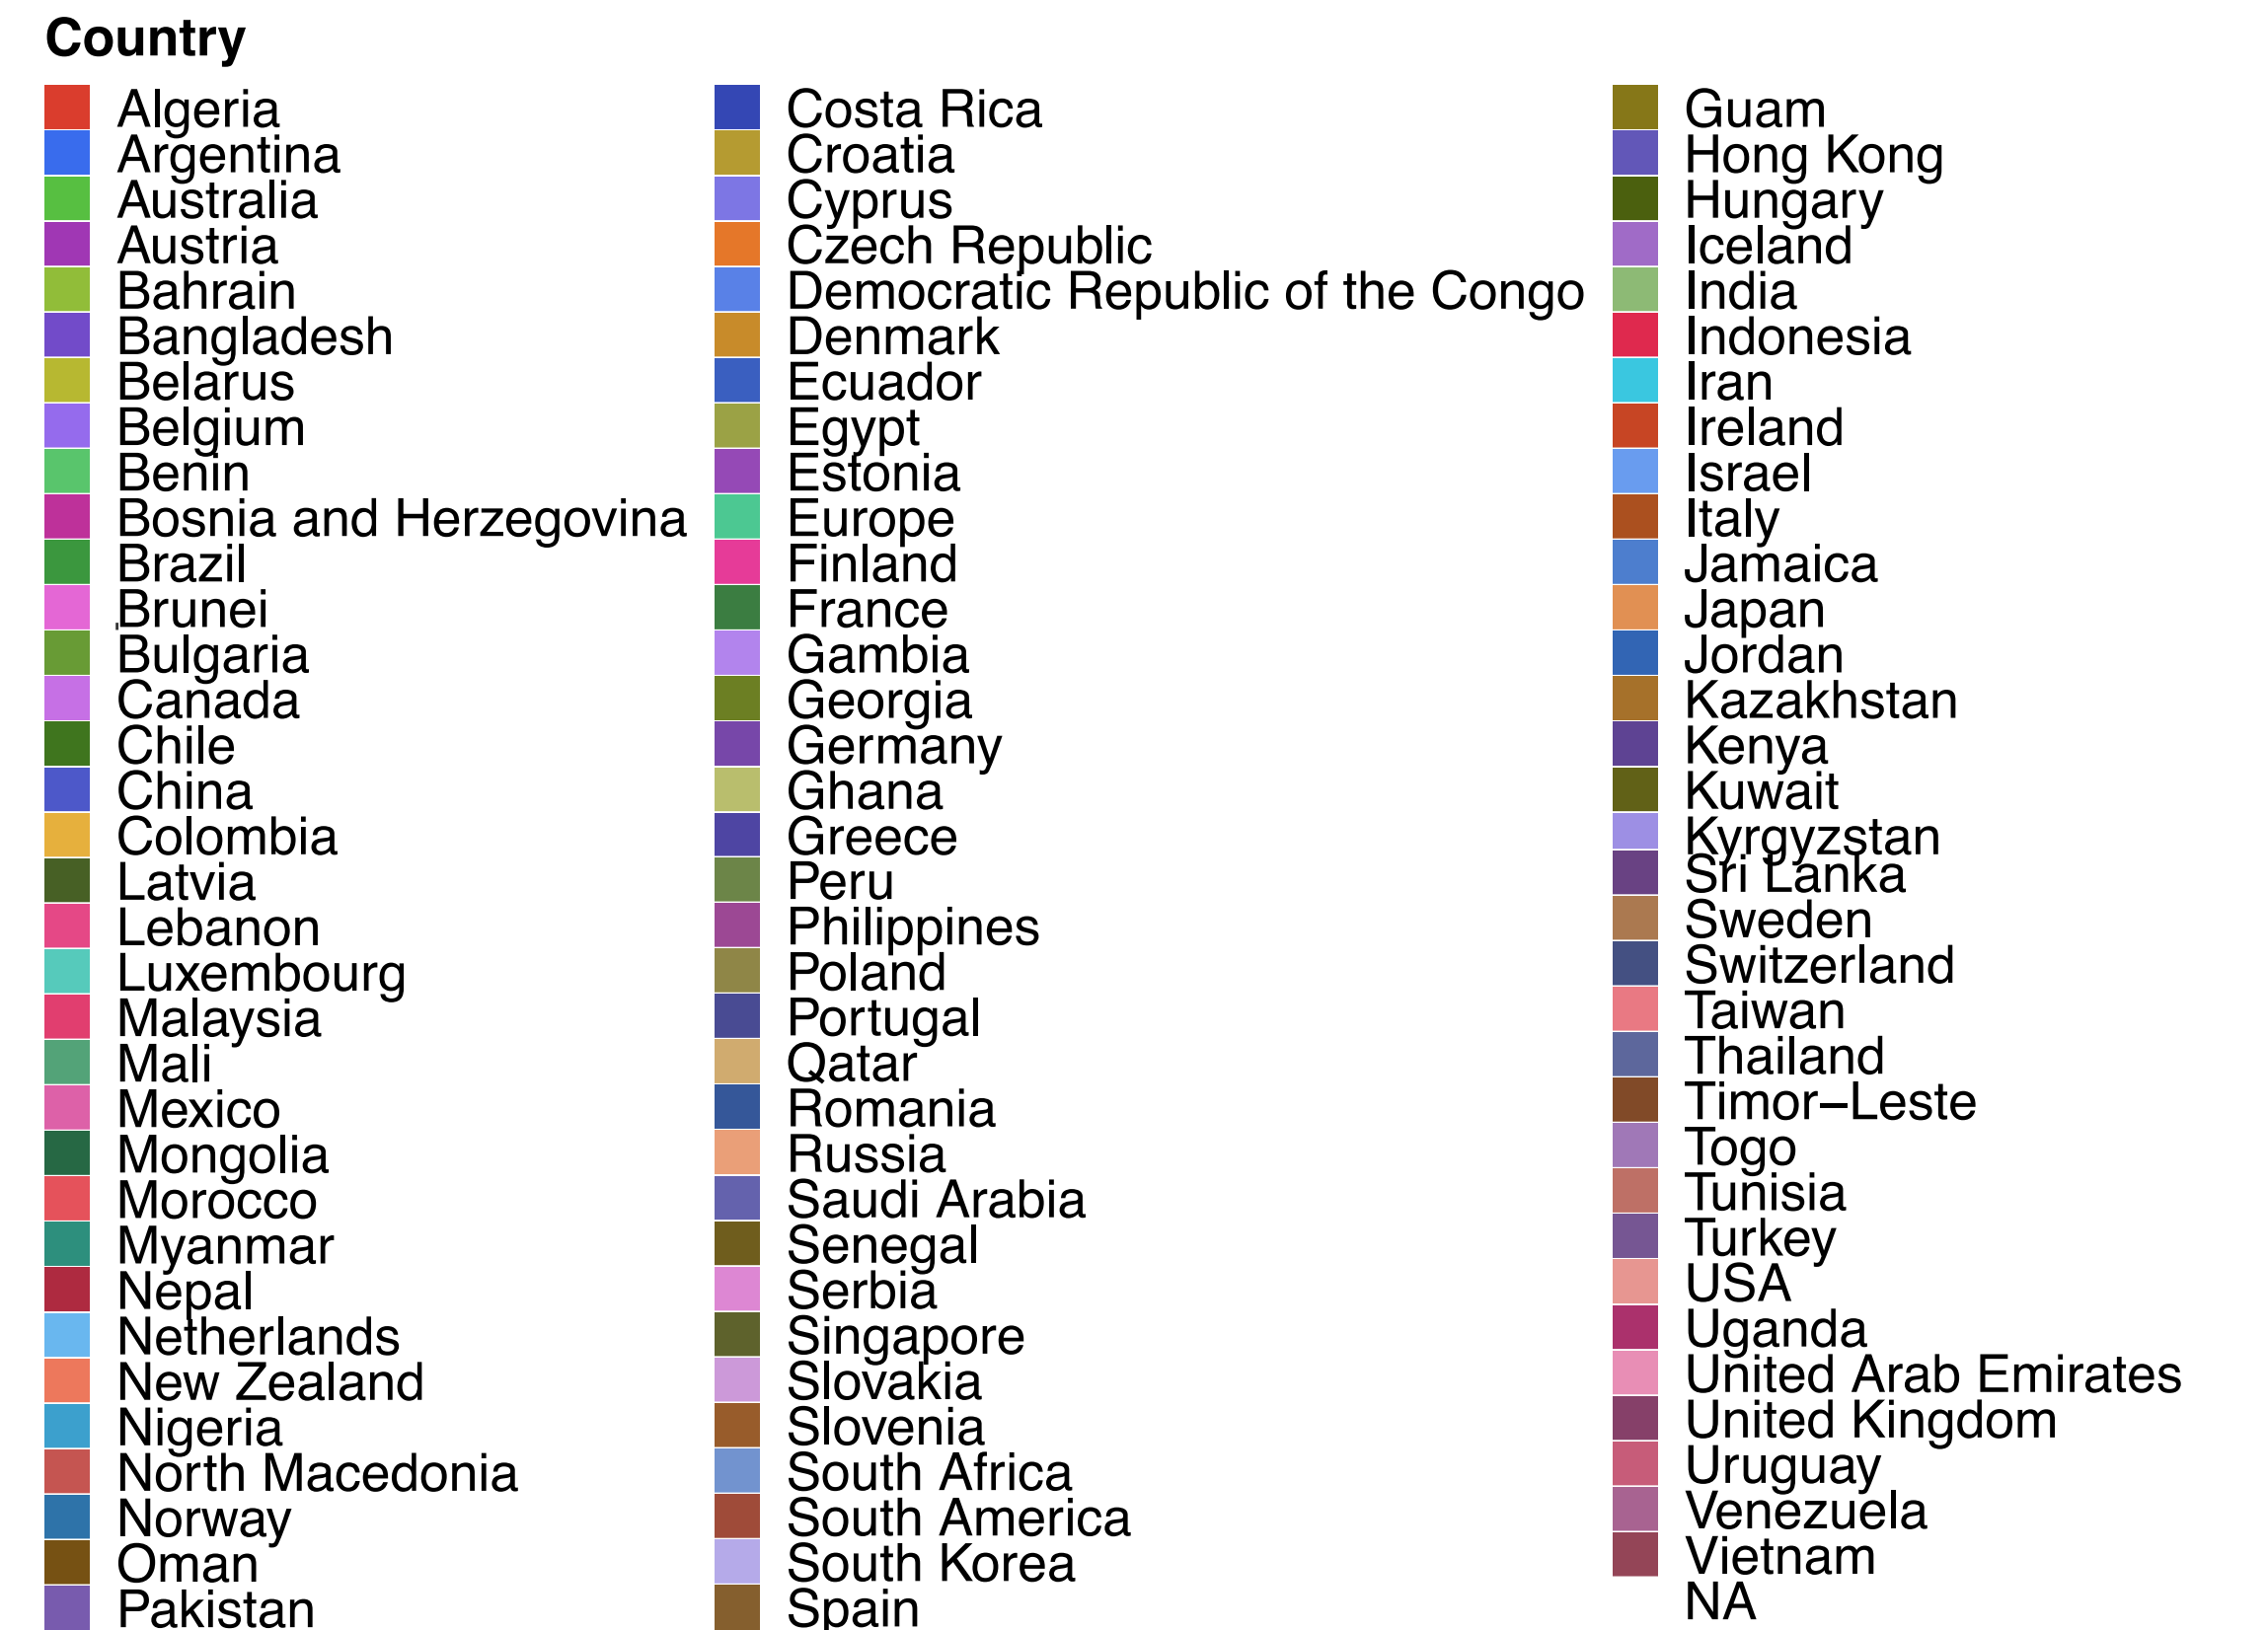 Country
Algeria
Argentina
Australia
Austria
Bahrain
Bangladesh
Belarus
Belgium
Benin
Bosnia and Herzegovina
Brazil
Brunei
Bulgaria
Canada
Chile
China
Colombia
Latvia
Lebanon
Luxembourg
Malaysia
Mali
Mexico
Mongolia
Morocco
Myanmar
Nepal
Netherlands
New Zealand
Nigeria
North Macedonia
Norway
Oman
Pakistan
Costa Rica
Croatia
Cyprus
Czech Republic
Democratic Republic of the Congo
Denmark
Ecuador
Egypt
Estonia
Europe
Finland
France
Gambia
Georgia
Germany
Ghana
Greece
Peru
Philippines
Poland
Portugal
Qatar
Romania
Russia
Saudi Arabia
Senegal
Serbia
Singapore
Slovakia
Slovenia
South Africa
South America
South Korea
Spain
Guam
Hong Kong
Hungary
Iceland
India
Indonesia
Iran
Ireland
Israel
Italy
Jamaica
Japan
Jordan
Kazakhstan
Kenya
Kuwait
Kyrgyzstan
Sri Lanka
Sweden
Switzerland
Taiwan
Thailand
Timor−Leste
Togo
Tunisia
Turkey
USA
Uganda
United Arab Emirates
United Kingdom
Uruguay
Venezuela
Vietnam
NA